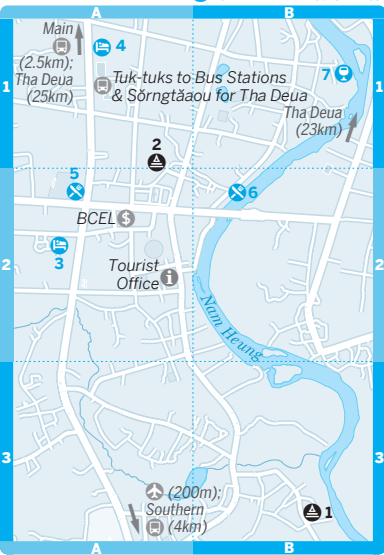 A B
Main
(2.5km);
Tha Deua
(25km)
4
7
1 1
Tuk-tuks to Bus Stations
& Sŏrngtăaou for Tha Deua
Tha Deua
(23km)
2
5
6
BCEL $
3
2 2
Tourist
Office i
Nam Heung
3 3
(200m);
Southern
(4km)
1
A B